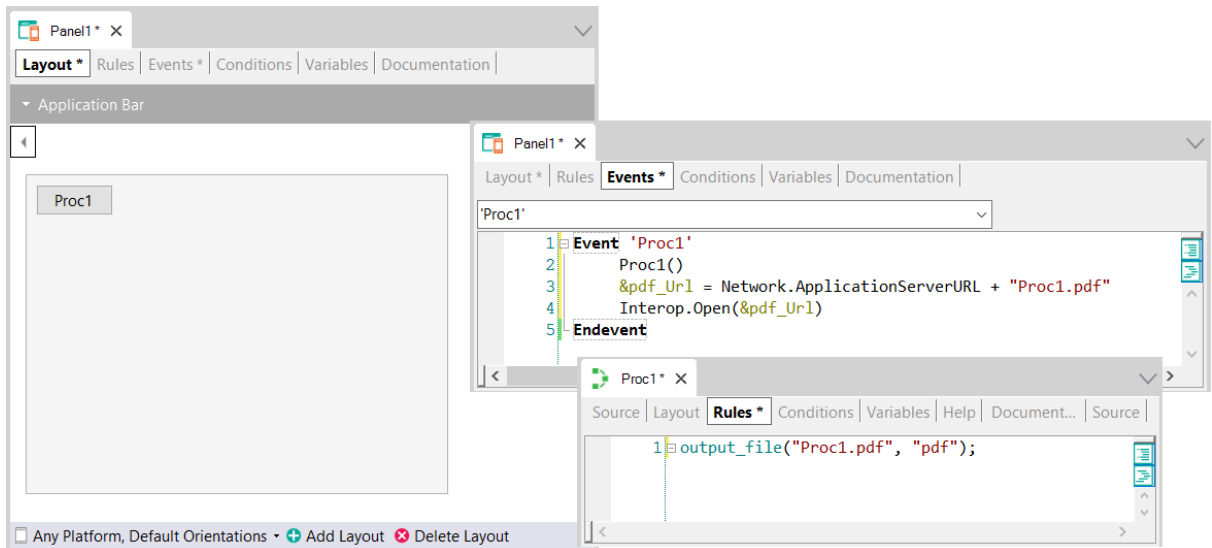 Panel1*
Layout * Rules Events * Conditions Variables Documentation
Application Bar
Proc1
Any Platform, Default Orientations Add Layout Delete Layout
Panel1*
Layout * Rules Events * Conditions Variables Documentation
'Proc1'
1 Event 'Proc1'
2 Proc1()
3 &pdf_Url = Network.ApplicationServerURL + "Proc1.pdf"
4 Interop.Open(&pdf_Url)
5 Endevent
Proc1*
Source Layout Rules * Conditions Variables Help Document... Source
1 output_file("Proc1.pdf", "pdf");